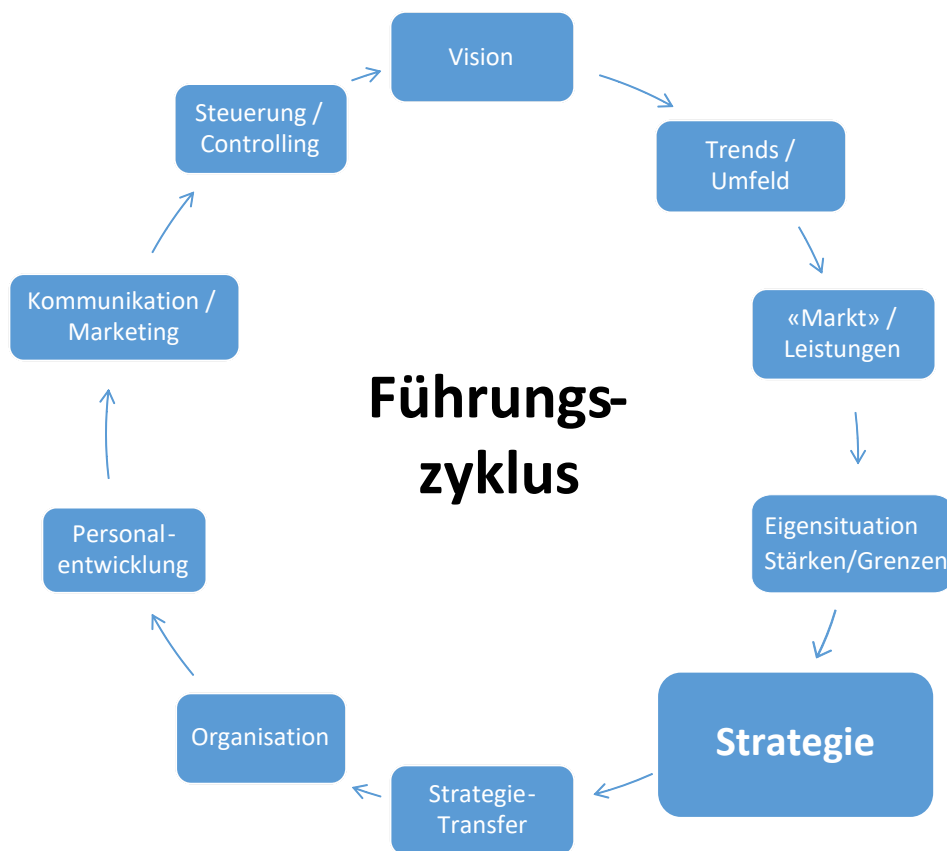 Vision
Trends /
Umfeld
«Markt» /
Leistungen
Eigensituation
Stärken/Grenzen
Strategie
Strategie-
Transfer
Organisation
Personal-
entwicklung
Kommunikation /
Marketing
Steuerung /
Controlling
Führungs-
zyklus